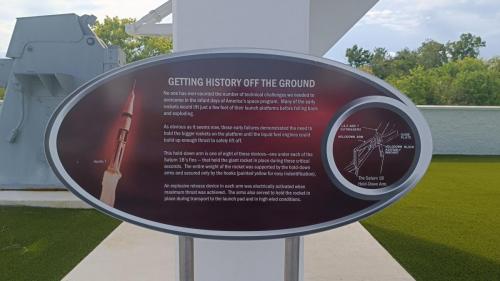 GETTING HISTORY OFF THE GROUND
No one has ever counted the number of technical challenges we needed to
overcome in the infant days of America's space program. Many of the early
rockets would lift just a few feet off their launch platforms before falling back
and exploding.
As obvious as it seems now, those early failures demonstrated the need to
hold the bigger rockets on the platform until the liquid fuel engines could
build up enough thrust to safely lift off.
This hold-down arm is one of eight of these devices—one under each of
the Saturn 1B's fins — that held the giant rocket in place during those critical
seconds. The entire weight of the rocket was supported by the hold-down
arms and secured only by the hooks (painted yellow for easy indentification).
An explosive release device in each arm was electrically activated when
maximum thrust was achieved. The arms also served to hold the rocket in
place during transport to the launch pad and in high wind conditions.
Apollo 7
HOLDDOWN ARM
The Saturn 1B
Hold-Down Arm